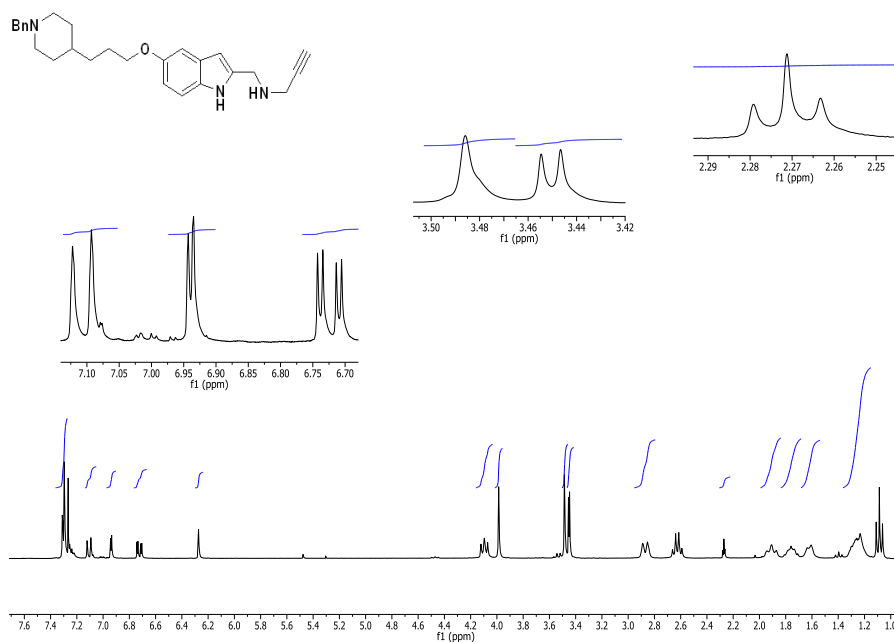 Bn
N
O
N
H
HN
2.29 2.28 2.27 2.26 2.25
f1 (ppm)
3.50 3.48 3.46 3.44 3.42
f1 (ppm)
7.10 7.05 7.00 6.95 6.90 6.85 6.80 6.75 6.70
f1 (ppm)
7.6 7.4 7.2 7.0 6.8 6.6 6.4 6.2 6.0 5.8 5.6 5.4 5.2 5.0 4.8 4.6 4.4 4.2 4.0 3.8 3.6 3.4 3.2 3.0 2.8 2.6 2.4 2.2 2.0 1.8 1.6 1.4 1.2 1.0
f1 (ppm)